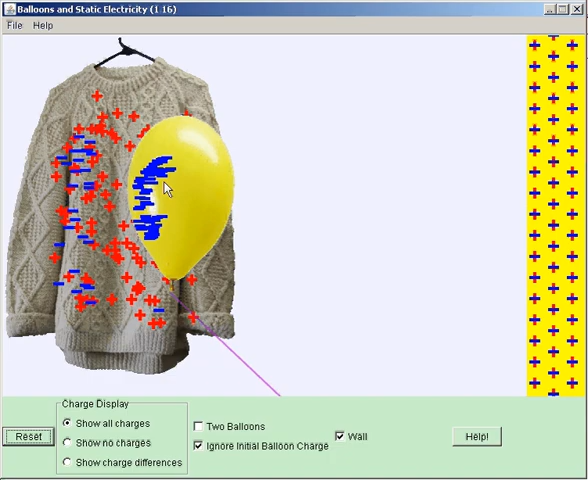 Balloons and Static Electricity (1.16)
File Help
Charge Display
Show all charges
Show no charges
Show charge differences
Reset
Two Balloons
Ignore Initial Balloon Charge
Wall
Help!